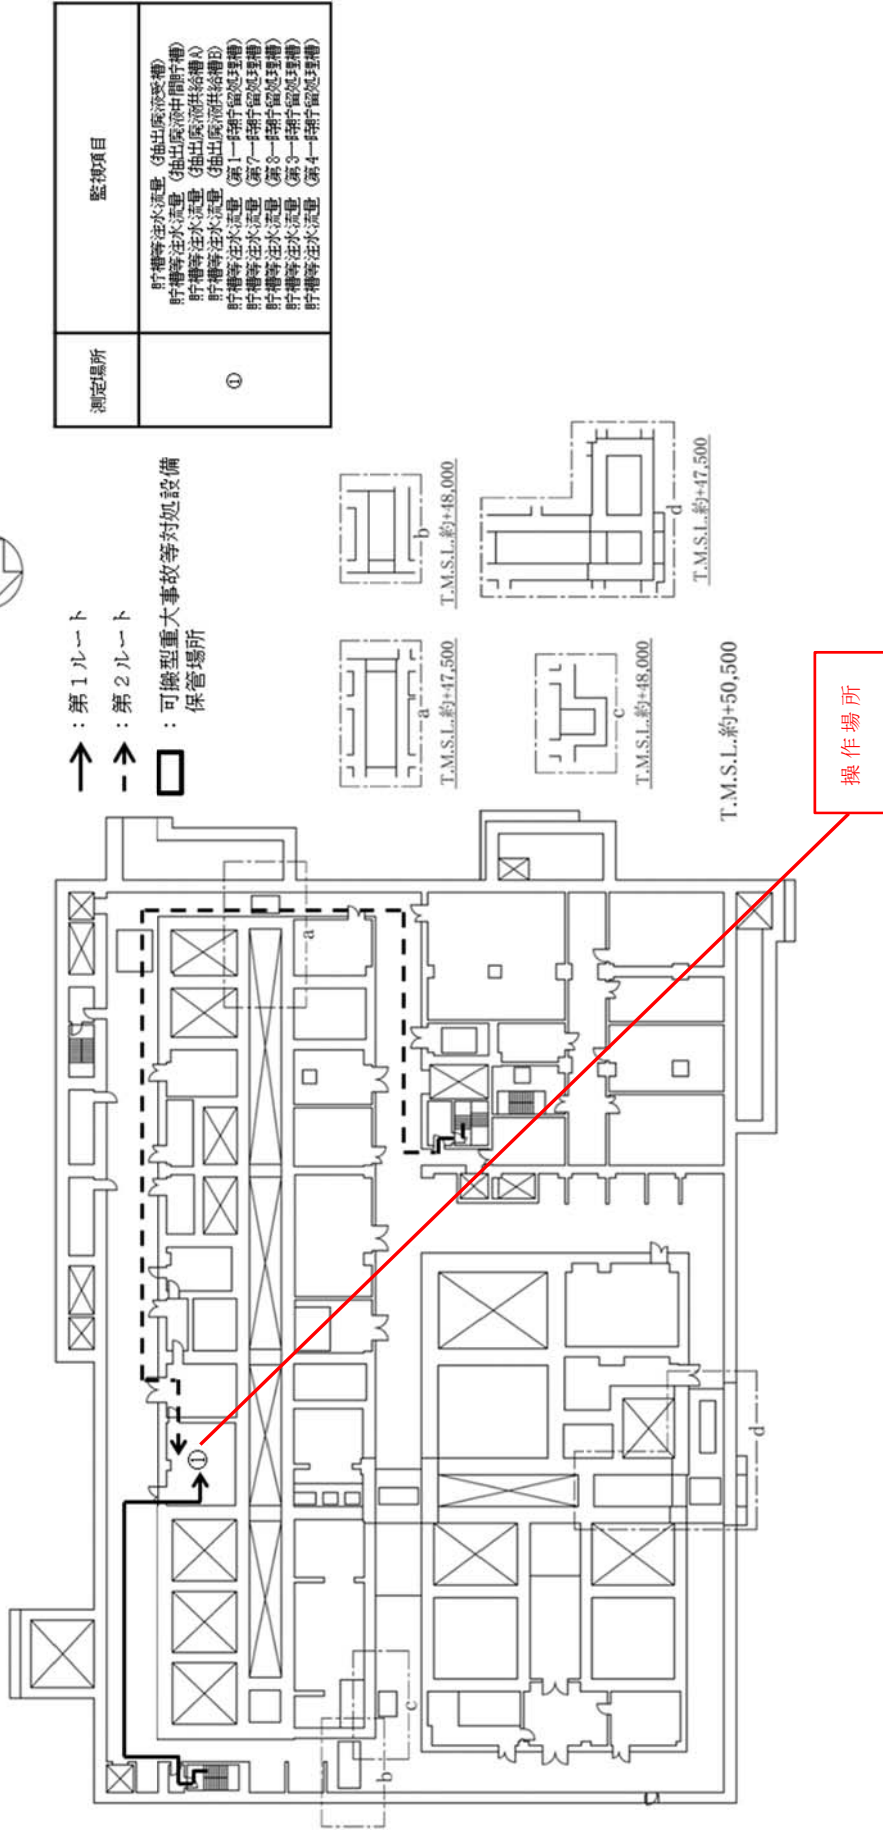 測定場所
監視項目
①
貯槽等注水流量（抽出廃液受槽）
貯槽等注水流量（抽出廃液中間貯槽）
貯槽等注水流量（抽出廃液供給槽A）
貯槽等注水流量（抽出廃液供給槽B）
貯槽等注水流量（第1一時貯留処理槽）
貯槽等注水流量（第7一時貯留処理槽）
貯槽等注水流量（第8一時貯留処理槽）
貯槽等注水流量（第3一時貯留処理槽）
貯槽等注水流量（第4一時貯留処理槽）
：第１ルート
：第２ルート
：可搬型重大事故等対処設備
保管場所
a
T.M.S.L.約+47,500
b
T.M.S.L.約+48,000
c
T.M.S.L.約+48,000
d
T.M.S.L.約+47,500
T.M.S.L.約+50,500
操作場所
①
a
b
c
d